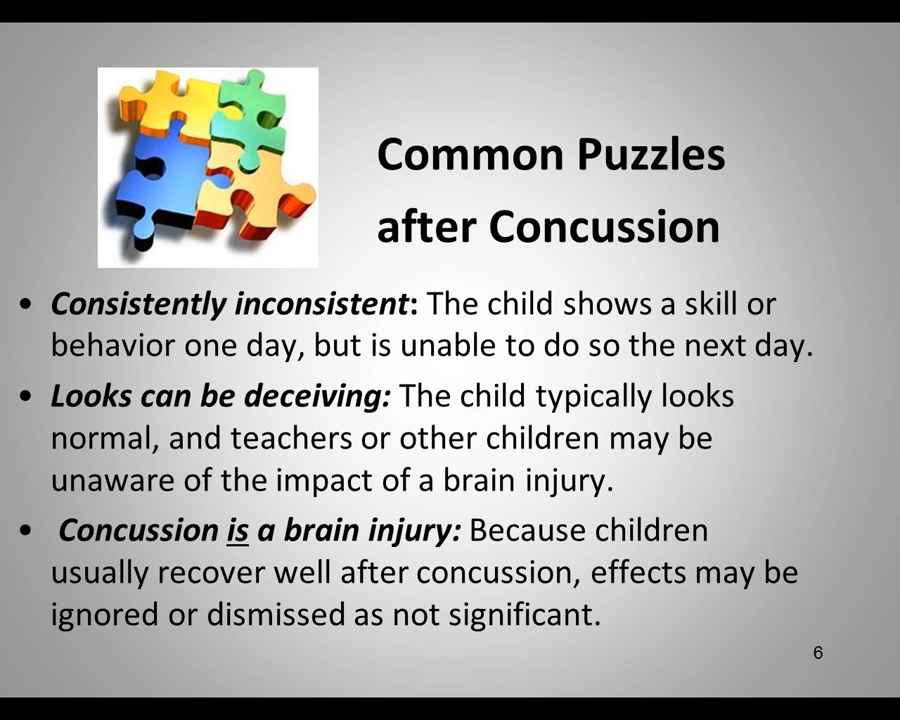 Common Puzzles
after Concussion
• Consistently inconsistent: The child shows a skill or
behavior one day, but is unable to do so the next day.
• Looks can be deceiving: The child typically looks
normal, and teachers or other children may be
unaware of the impact of a brain injury.
• Concussion is a brain injury: Because children
usually recover well after concussion, effects may be
ignored or dismissed as not significant.
6